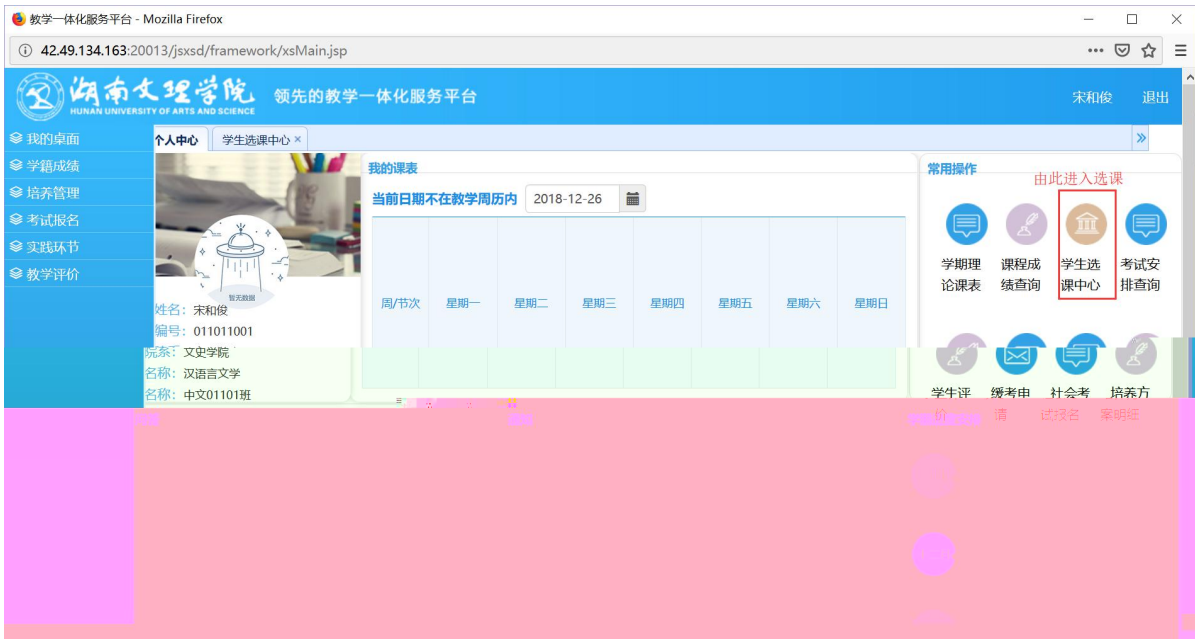 教学一体化服务平台 - Mozilla Firefox
42.49.134.163:20013/jsxsd/framework/xsMain.jsp
湖南文理学院
HUNAN UNIVERSITY OF ARTS AND SCIENCE
领先的教学一体化服务平台
宋和俊 退出
我的桌面
学籍成绩
培养管理
考试报名
实践环节
教学评价
个人中心 学生选课中心 ×
暂无数据
姓名：宋和俊
编号：011011001
院系：文史学院
名称：汉语言文学
名称：中文01101班
我的课表
当前日期不在教学周历内 2018-12-26
周/节次 星期一 星期二 星期三 星期四 星期五 星期六 星期日
常用操作
由此进入选课
学期理 课程成 学生选 考试安
论课表 绩查询 课中心 排查询
学生评 缓考申 社会考 培养方
价 请 试报名 案明细